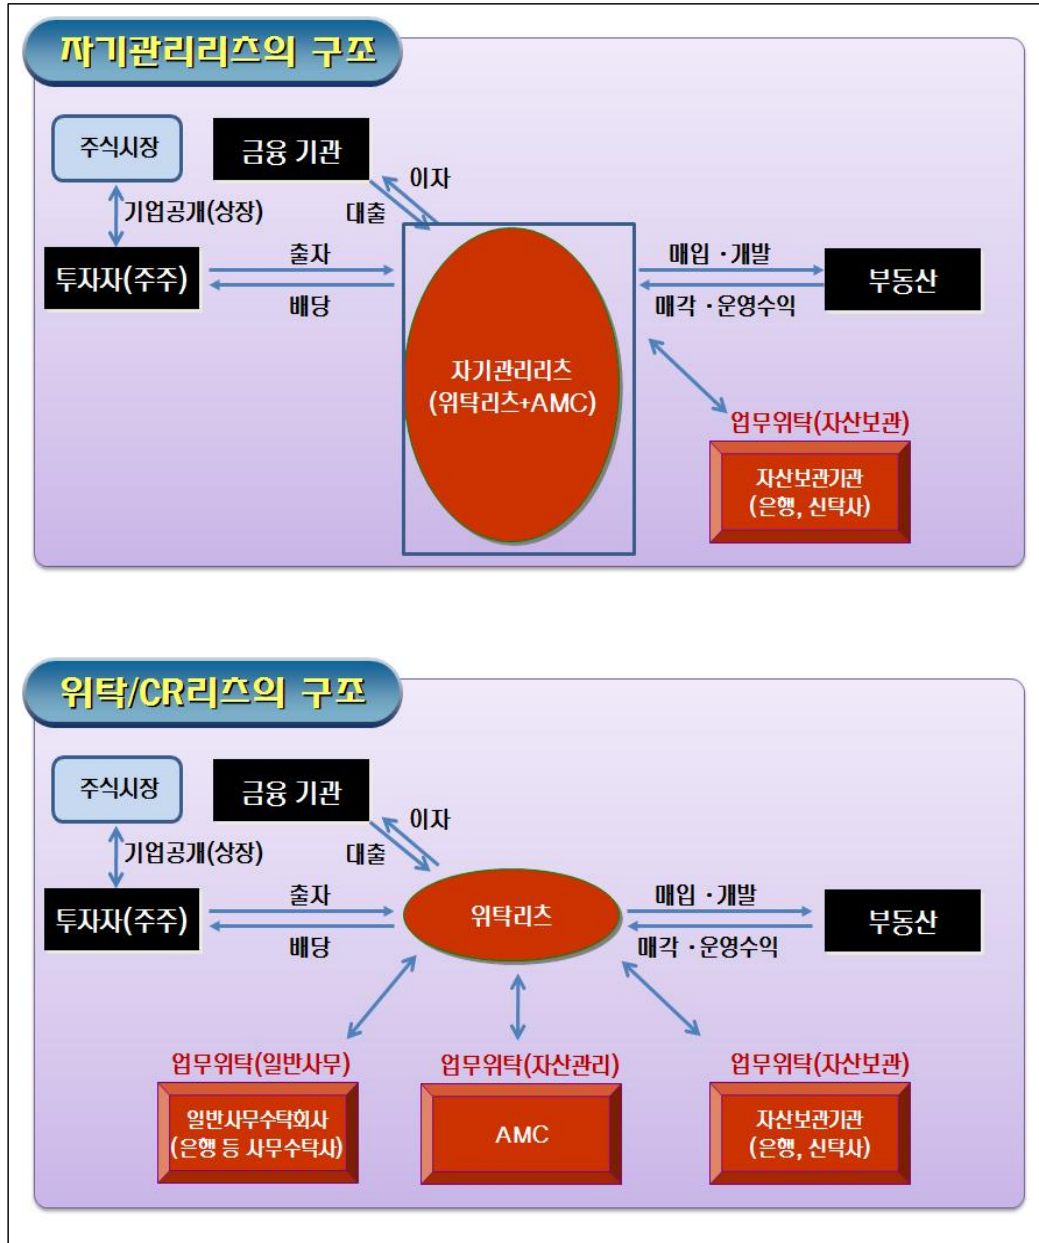 자기관리리츠의 구조
주식시장
금융 기관
이자
기업공개(상장)
대출
투자자(주주)
출자
배당
매입 ·개발
매각 ·운영수익
부동산
자기관리리츠
(위탁리츠+AMC)
업무위탁(자산보관)
자산보관기관
(은행, 신탁사)
위탁/CR리츠의 구조
주식시장
금융 기관
이자
기업공개(상장)
대출
투자자(주주)
출자
배당
위탁리츠
매입 ·개발
매각 ·운영수익
부동산
업무위탁(일반사무)
일반사무수탁회사
(은행 등 사무수탁사)
업무위탁(자산관리)
AMC
업무위탁(자산보관)
자산보관기관
(은행, 신탁사)